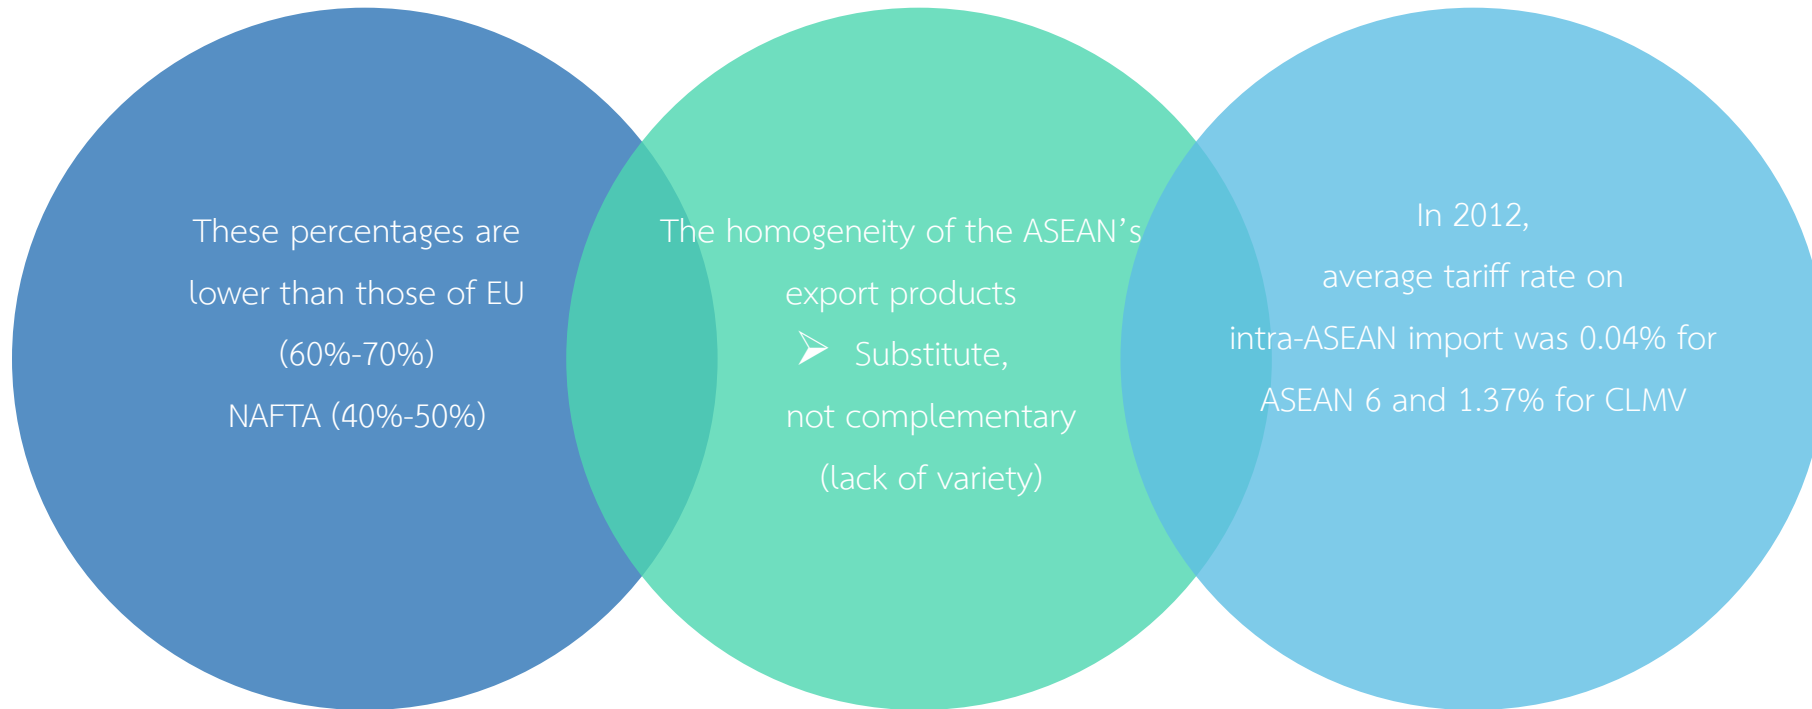 These percentages are
lower than those of EU
(60%-70%)
NAFTA (40%-50%)
The homogeneity of the ASEAN’s
export products
➢ Substitute,
not complementary
(lack of variety)
In 2012,
average tariff rate on
intra-ASEAN import was 0.04% for
ASEAN 6 and 1.37% for CLMV